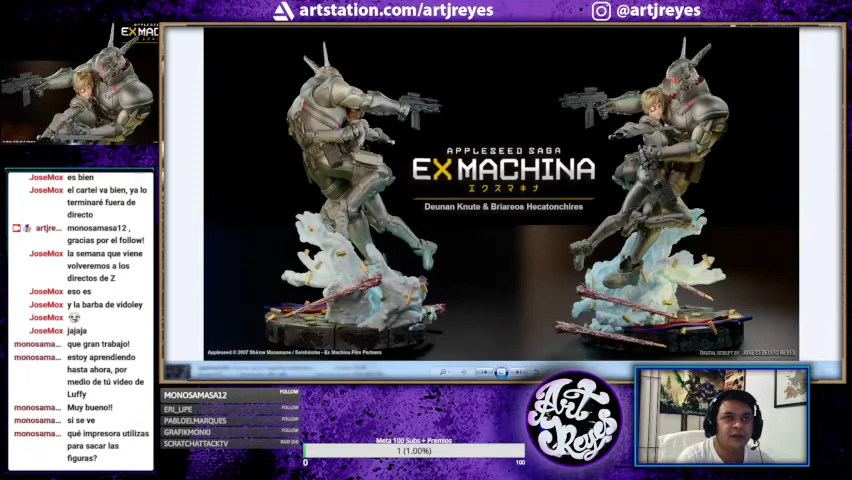 artstation.com/artjreyes
@artjreyes
EX MAC
APPLESEED SAGA
EX MACHINA
エクスマキナ
Deunan Knute & Briareos Hecatonchires
Appleseed © 2007 Shirow Masamune / Seishinsha - Ex Machina Film Partners
DIGITAL SCULPT BY: JOSE CEBEDO REYES
JoseMox es bien
JoseMox el cartel va bien, ya lo
terminaré fuera de
directo
artjre... monosamasa12 ,
gracias por el follow!
JoseMox la semana que viene
volveremos a los
directos de Z
JoseMox eso es
JoseMox y la barba de vidoley
JoseMox
JoseMox jajaja
monosama... que gran trabajo!
monosama... estoy aprendiendo
hasta ahora, por
medio de tú video de
Luffy
monosama... Muy bueno!!
monosama... si se ve
monosama... qué impresora utilizas
para sacar las
figuras?
MONOSAMASA12 FOLLOW
ERI_LIPE FOLLOW
PABLOELMARQUES FOLLOW
GRAFIKMONKI FOLLOW
SCRATCHATTACKTV
Meta 100 Subs + Premios
1 (1.00%)
0 100
Art
Reyes